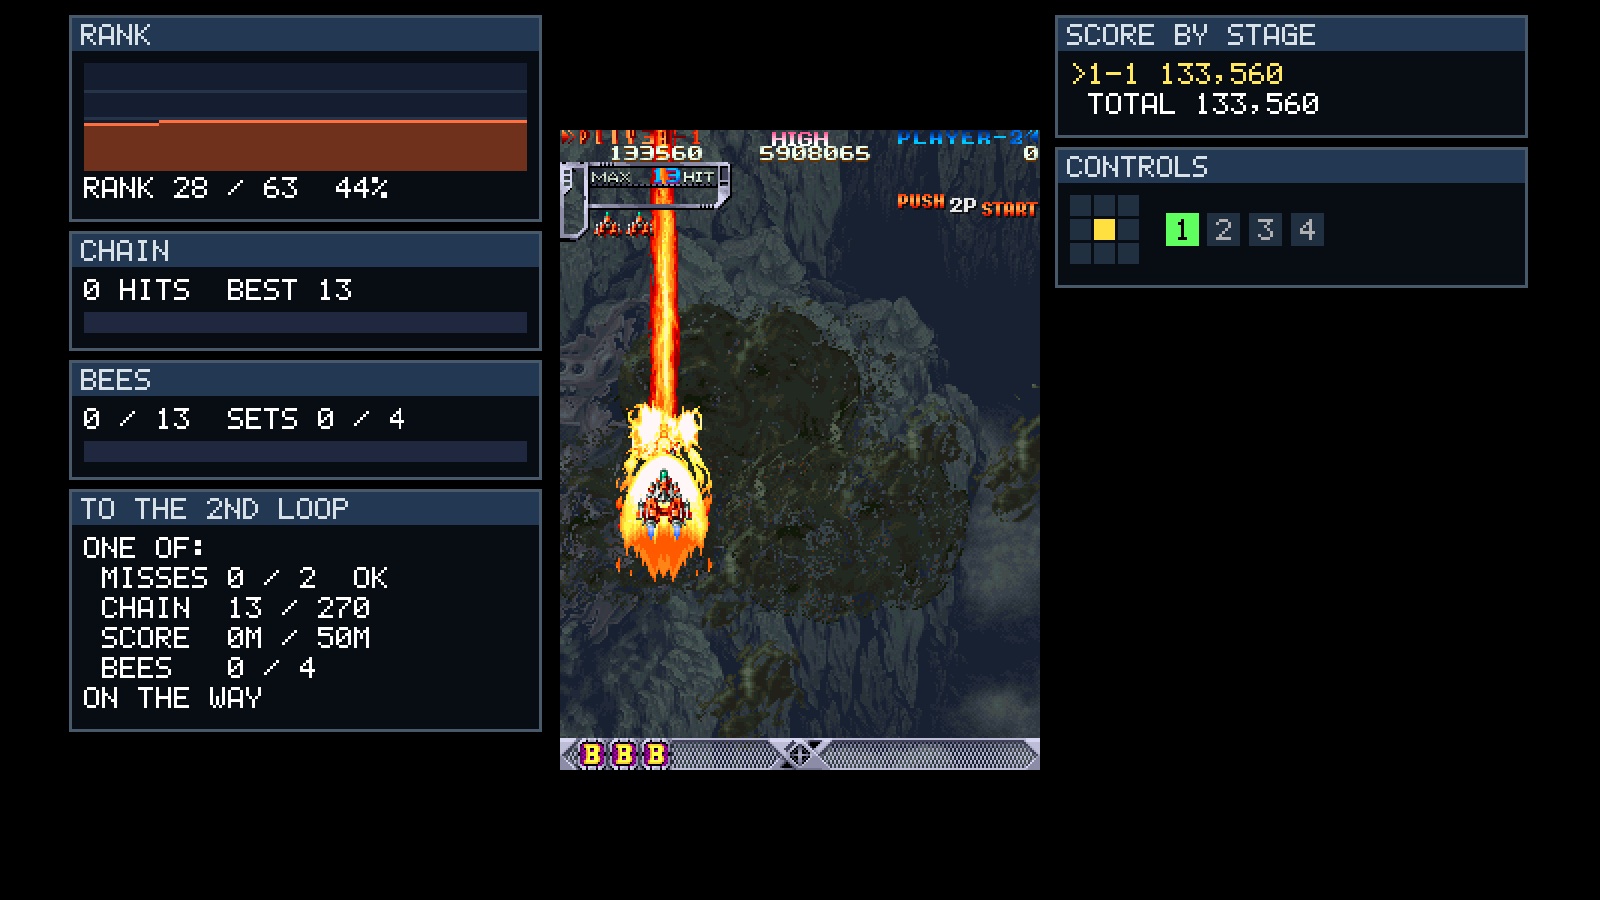 RANK
RANK 28 / 63 44%
CHAIN
0 HITS BEST 13
BEES
0 / 13 SETS 0 / 4
TO THE 2ND LOOP
ONE OF:
MISSES 0 / 2 OK
CHAIN 13 / 270
SCORE 0M / 50M
BEES 0 / 4
ON THE WAY
HIGH PLAYER-2
133560 5908065 0
MAX 13 HIT
PUSH 2P START
B B B
SCORE BY STAGE
>1-1 133,560
TOTAL 133,560
CONTROLS
1 2 3 4